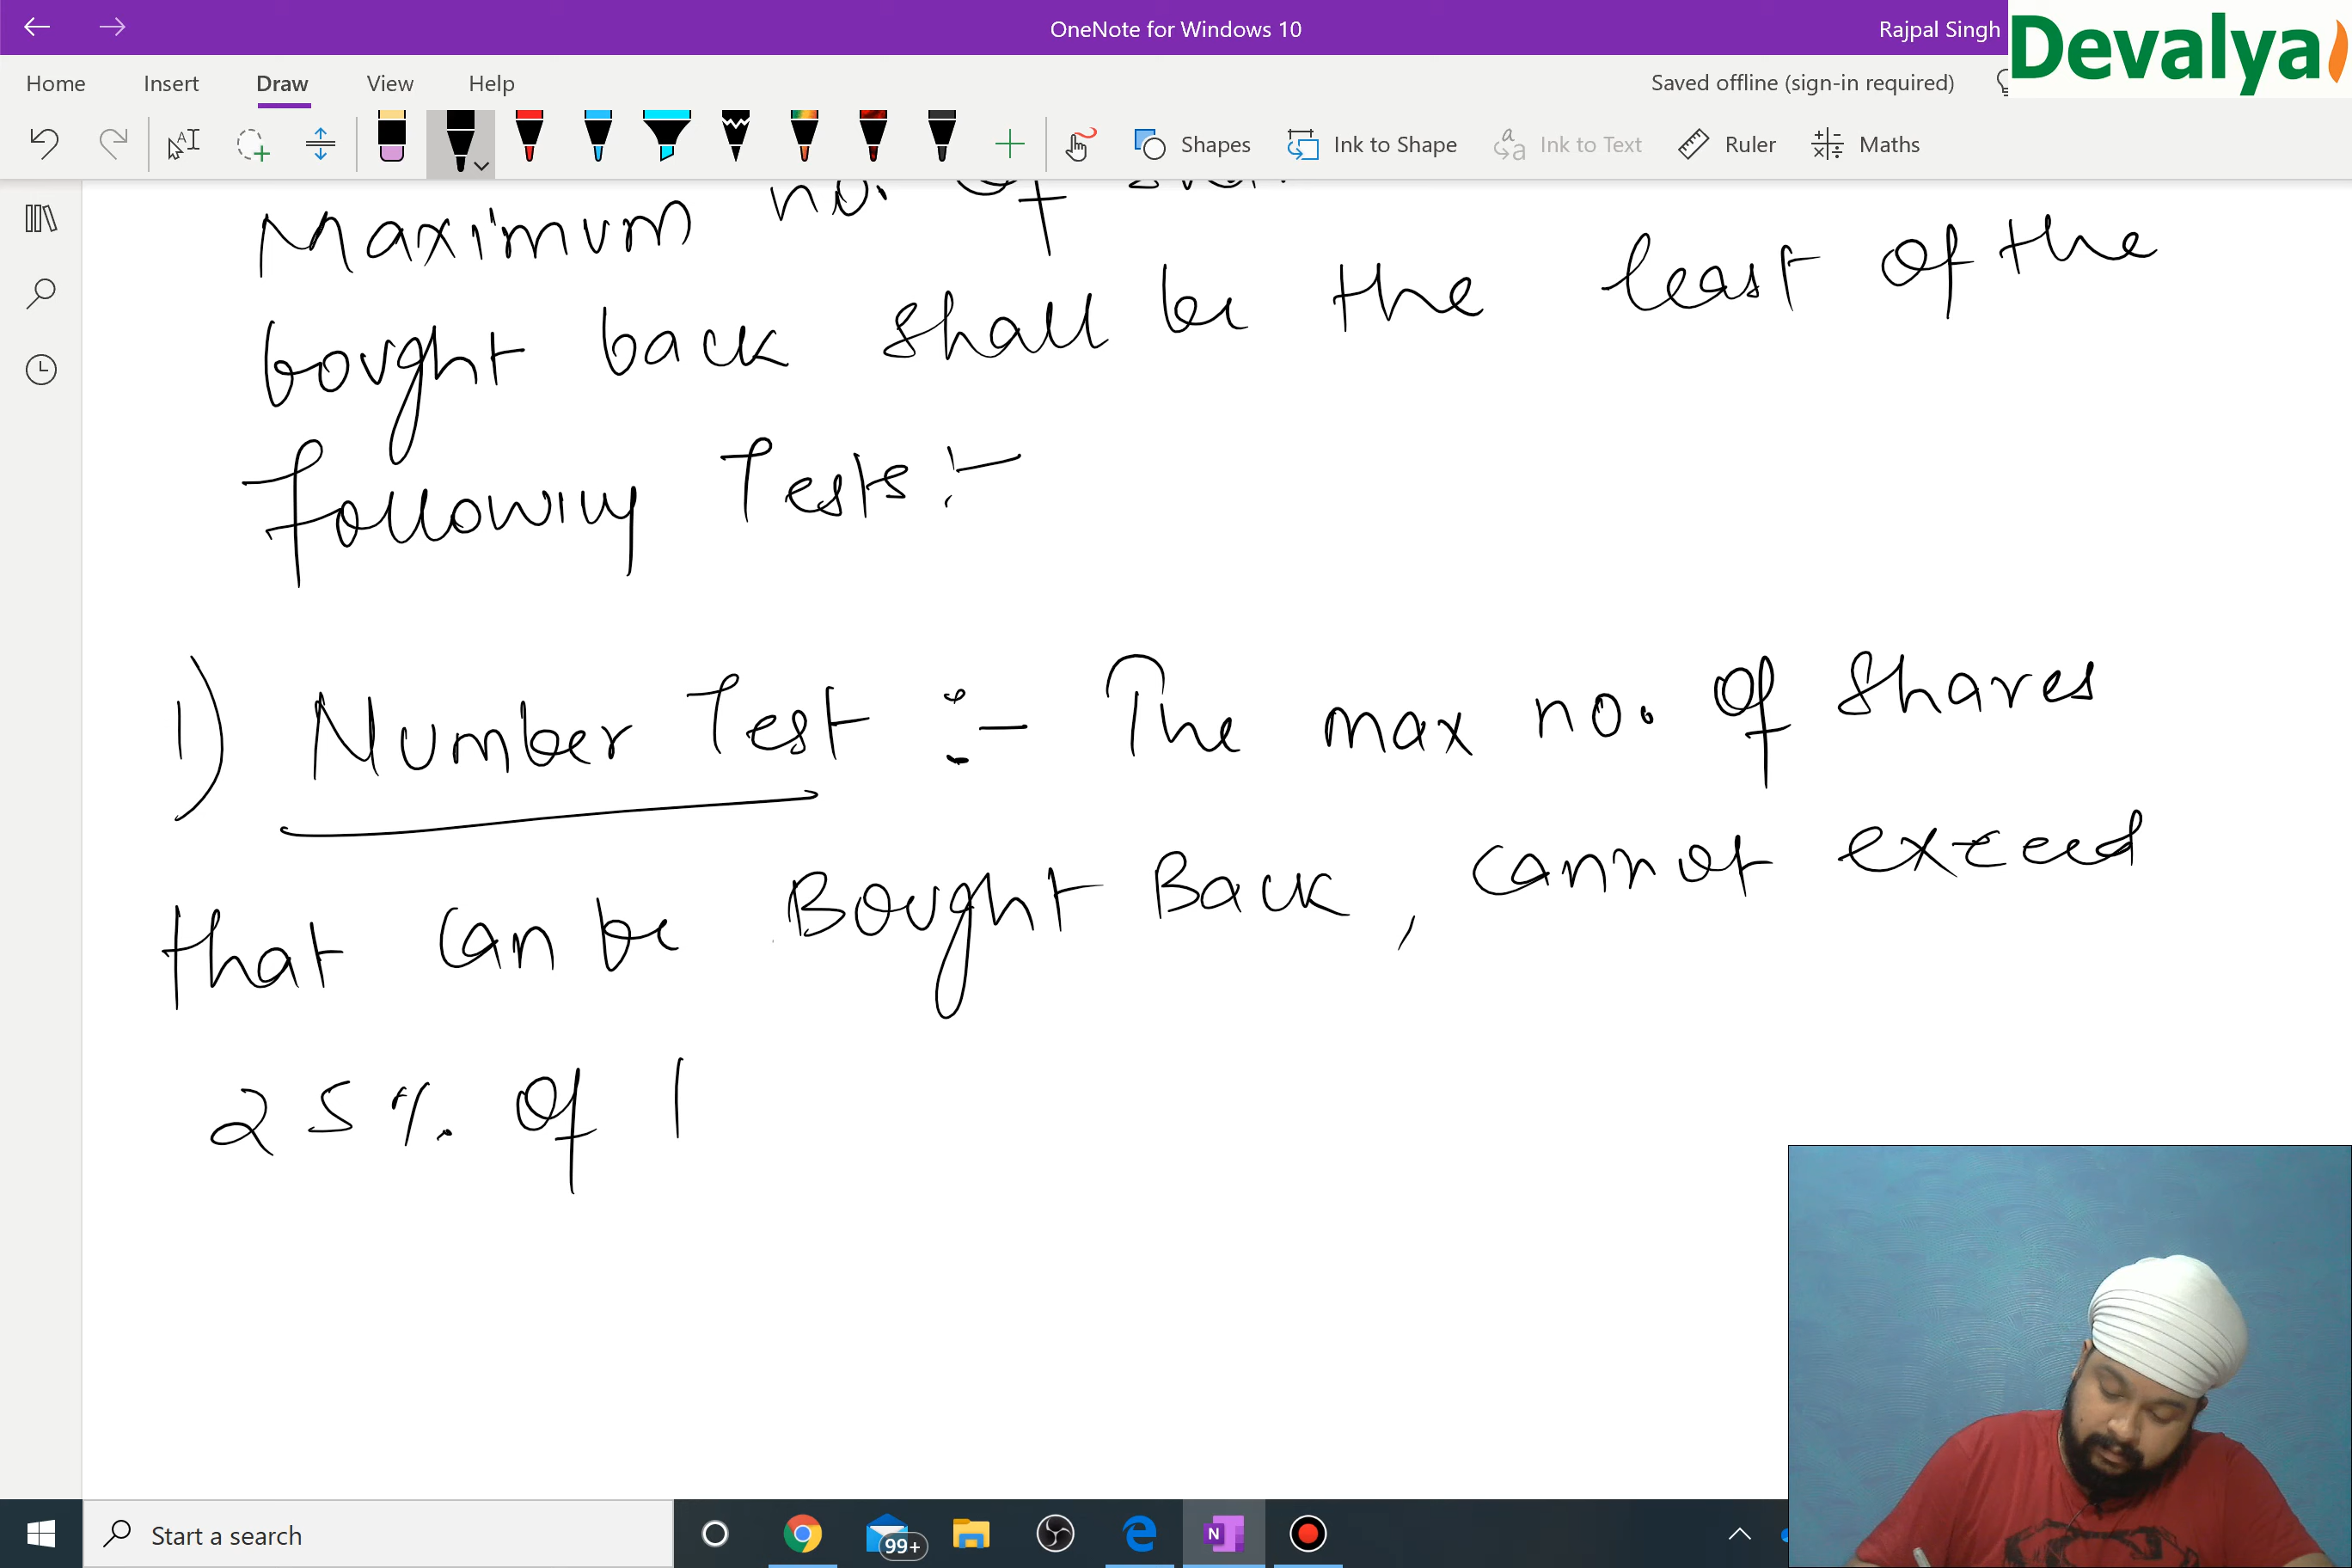 OneNote for Windows 10
Rajpal Singh
Devalya
Home Insert Draw View Help
Saved offline (sign-in required)
Shapes Ink to Shape Ink to Text Ruler Maths
Maximum no. of
bought back shall be the least of the
Following Tests :-
1) Number Test :- The max no. of Shares
that can be Bought Back, cannot exceed
25% of
Start a search
99+